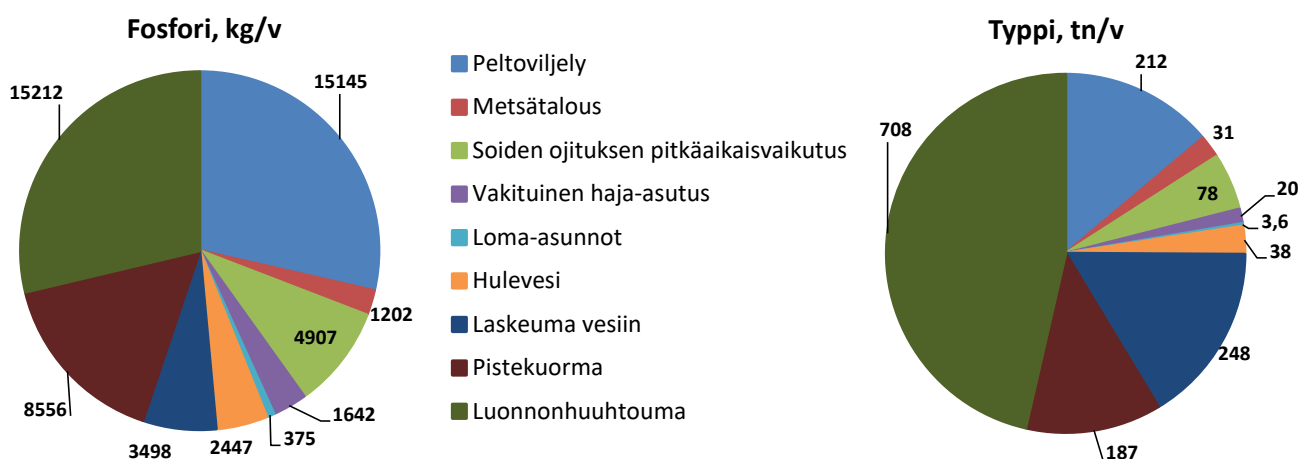 Fosfori, kg/v
15212
15145
1202
4907
1642
375
2447
3498
8556
Peltoviljely
Metsätalous
Soiden ojituksen pitkäaikaisvaikutus
Vakituinen haja-asutus
Loma-asunnot
Hulevesi
Laskeuma vesiin
Pistekuorma
Luonnonhuuhtouma
Typpi, tn/v
212
708
31
78
20
3,6
38
248
187